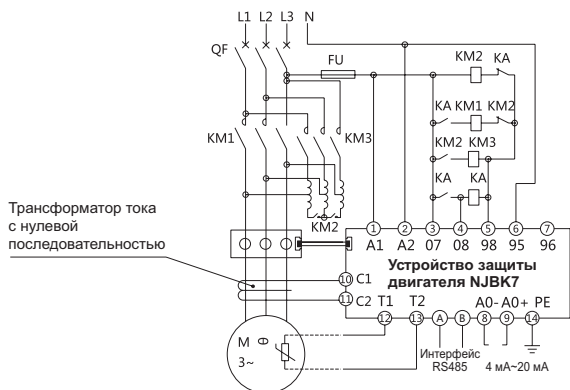 L1 L2 L3 N
QF
FU
KM2 KA
KA KM1 KM2
KM1 KM3
KM2 KM3
KA KA
KM2
Трансформатор тока
с нулевой
последовательностью
1 2 3 4 5 6 7
A1 A2 07 08 98 95 96
Устройство защиты
двигателя NJBK7
10 C1
11 C2
T1 T2 A0- A0+ PE
12 13 A B 8 9 14
M
3~
Интерфейс
RS485
4 мА~20 мА